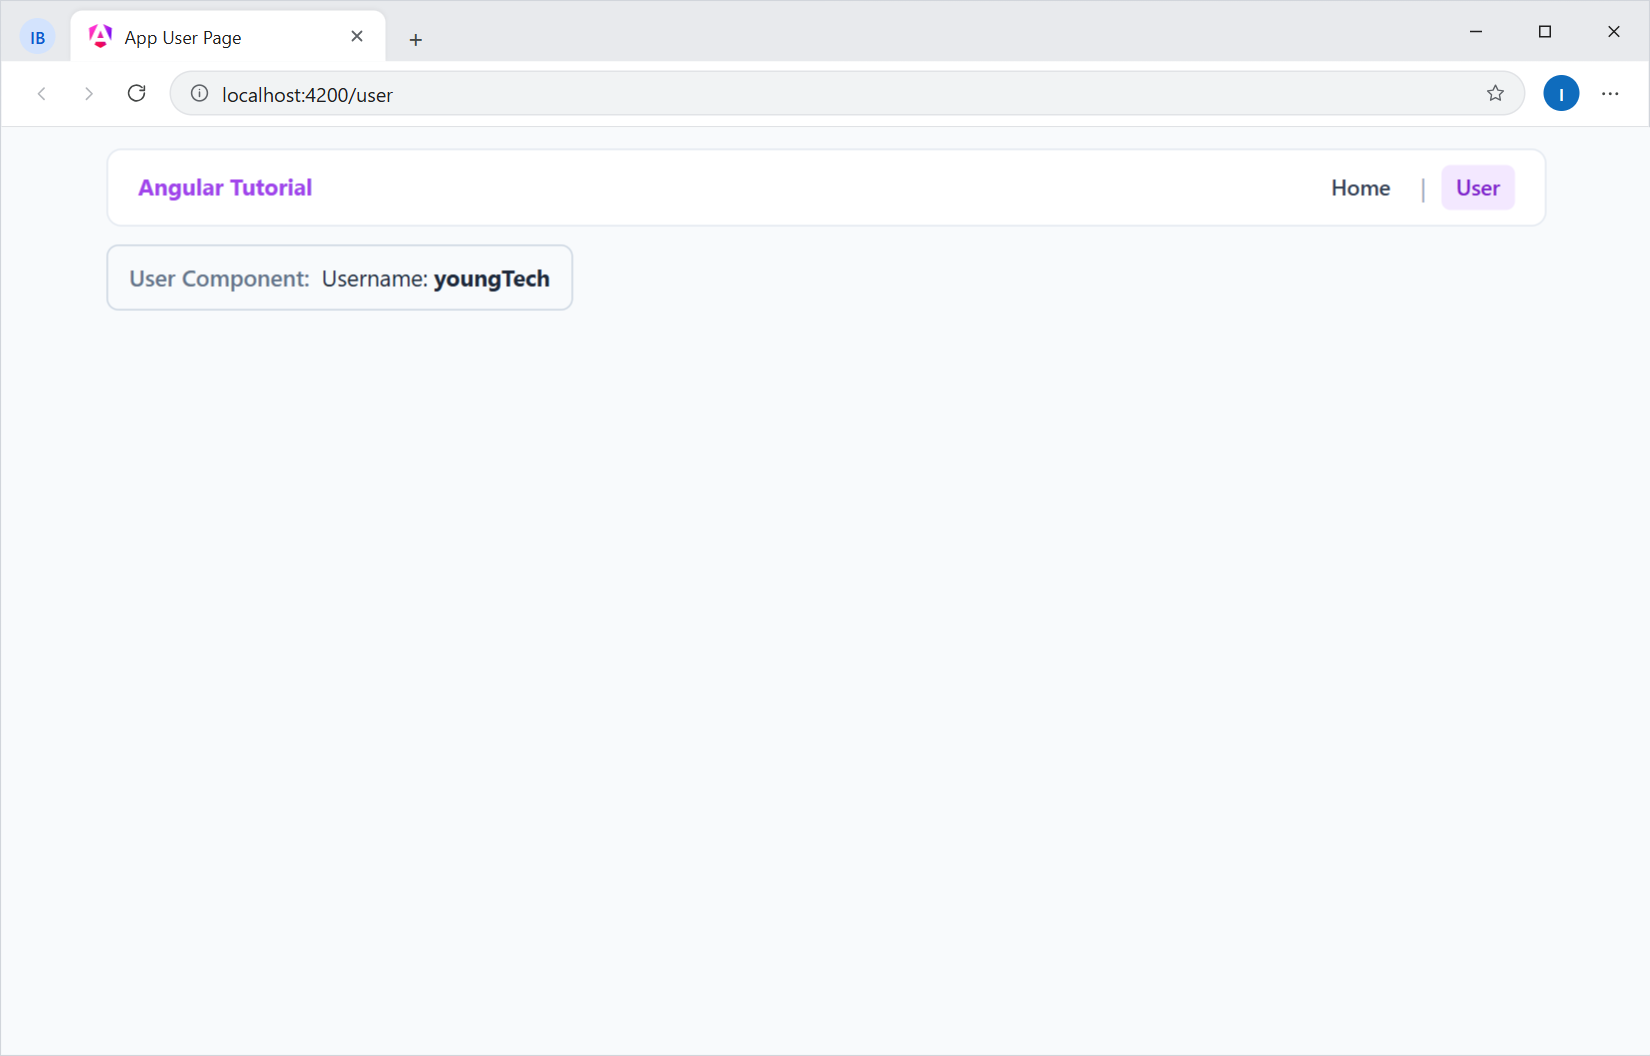 IB
App User Page
localhost:4200/user
I
Angular Tutorial
Home | User
User Component: Username: youngTech